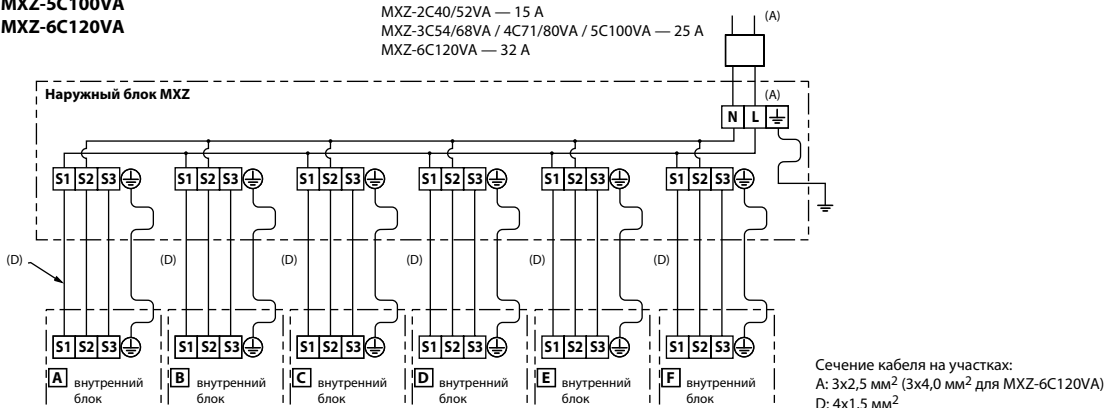 MXZ-5C100VA
MXZ-6C120VA
MXZ-2C40/52VA — 15 A
MXZ-3C54/68VA / 4C71/80VA / 5C100VA — 25 A
MXZ-6C120VA — 32 A
(A)
Наружный блок MXZ
(A)
N L
S1 S2 S3 S1 S2 S3 S1 S2 S3 S1 S2 S3 S1 S2 S3 S1 S2 S3
(D) (D) (D) (D) (D) (D)
S1 S2 S3 S1 S2 S3 S1 S2 S3 S1 S2 S3 S1 S2 S3 S1 S2 S3
A внутренний блок
B внутренний блок
C внутренний блок
D внутренний блок
E внутренний блок
F внутренний блок
Сечение кабеля на участках:
A: 3x2,5 мм2 (3x4,0 мм2 для MXZ-6C120VA)
D: 4x1,5 мм2